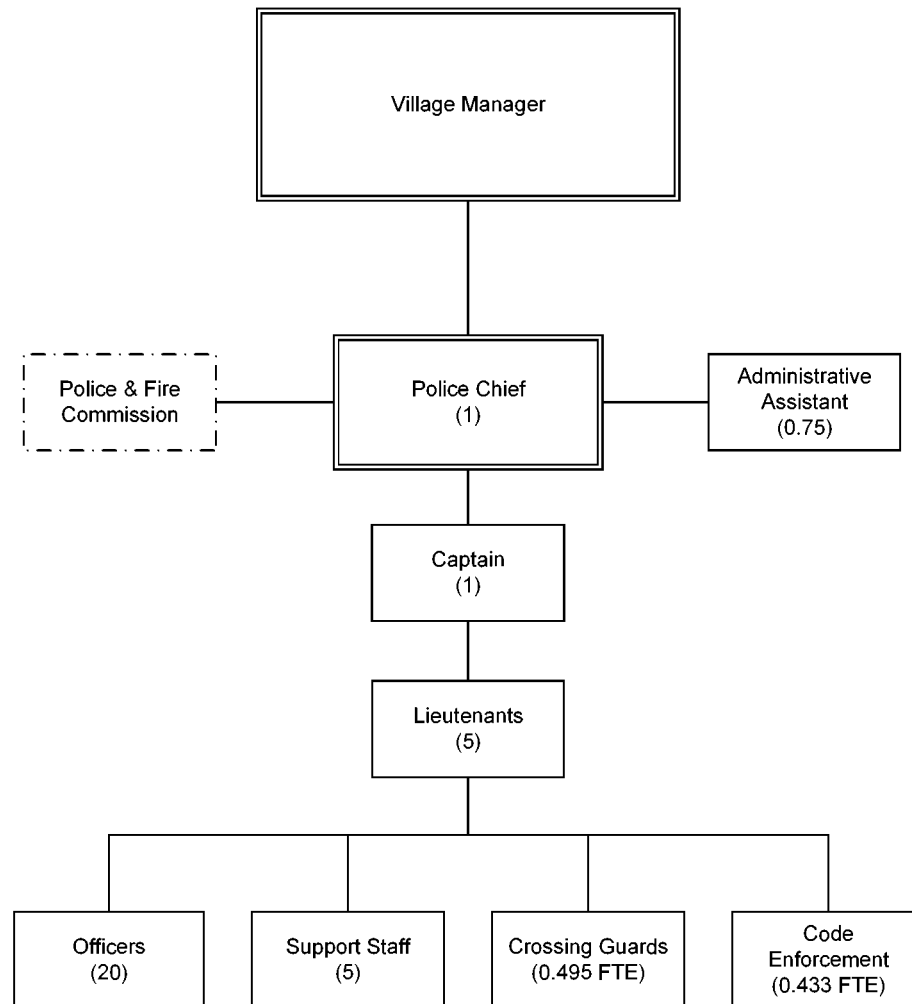 Village Manager
Police & Fire
Commission
Police Chief
(1)
Administrative
Assistant
(0.75)
Captain
(1)
Lieutenants
(5)
Officers
(20)
Support Staff
(5)
Crossing Guards
(0.495 FTE)
Code
Enforcement
(0.433 FTE)